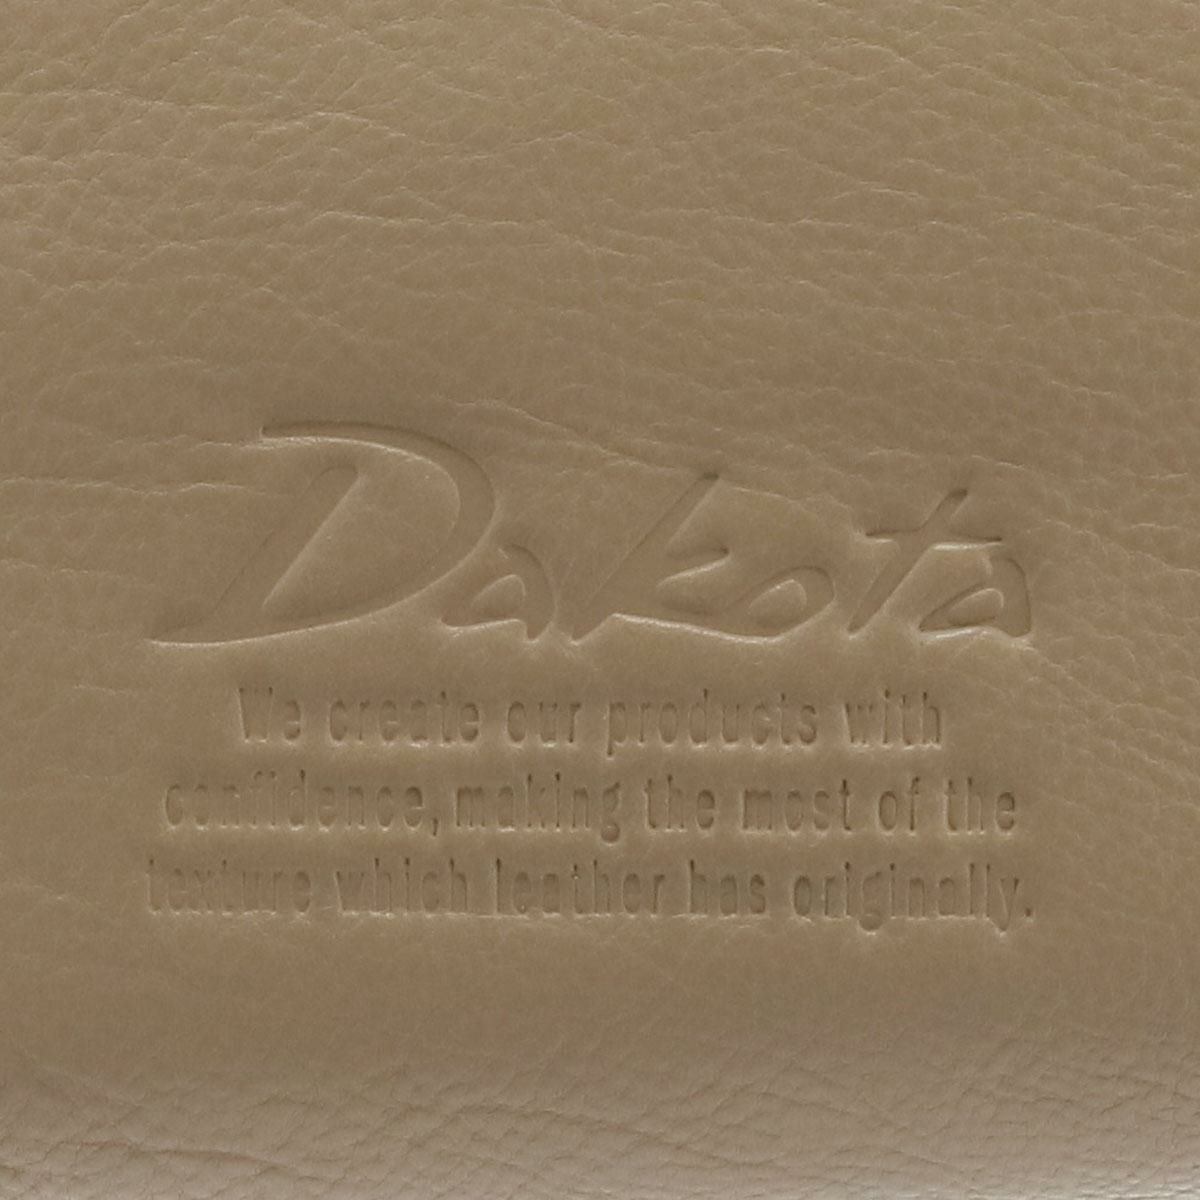 Dakota
We create our products with
confidence, making the most of the
texture which leather has originally.